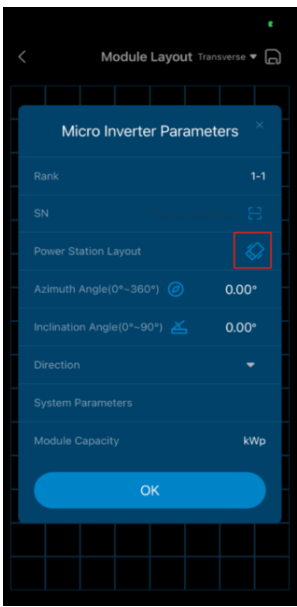 Module Layout Transverse
Micro Inverter Parameters
Rank 1-1
SN
Power Station Layout
Azimuth Angle(0°~360°) 0.00°
Inclination Angle(0°~90°) 0.00°
Direction
System Parameters
Module Capacity kWp
OK